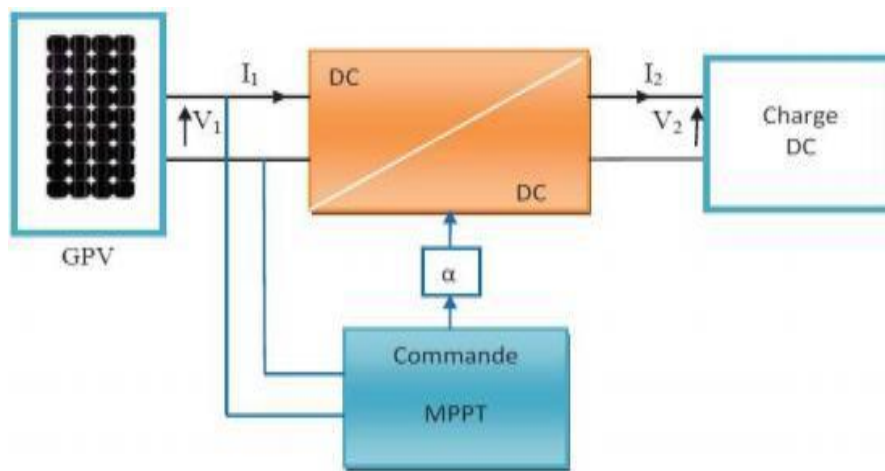 I₁
DC
I₂
V₁
V₂
Charge
DC
DC
GPV
α
Commande
MPPT